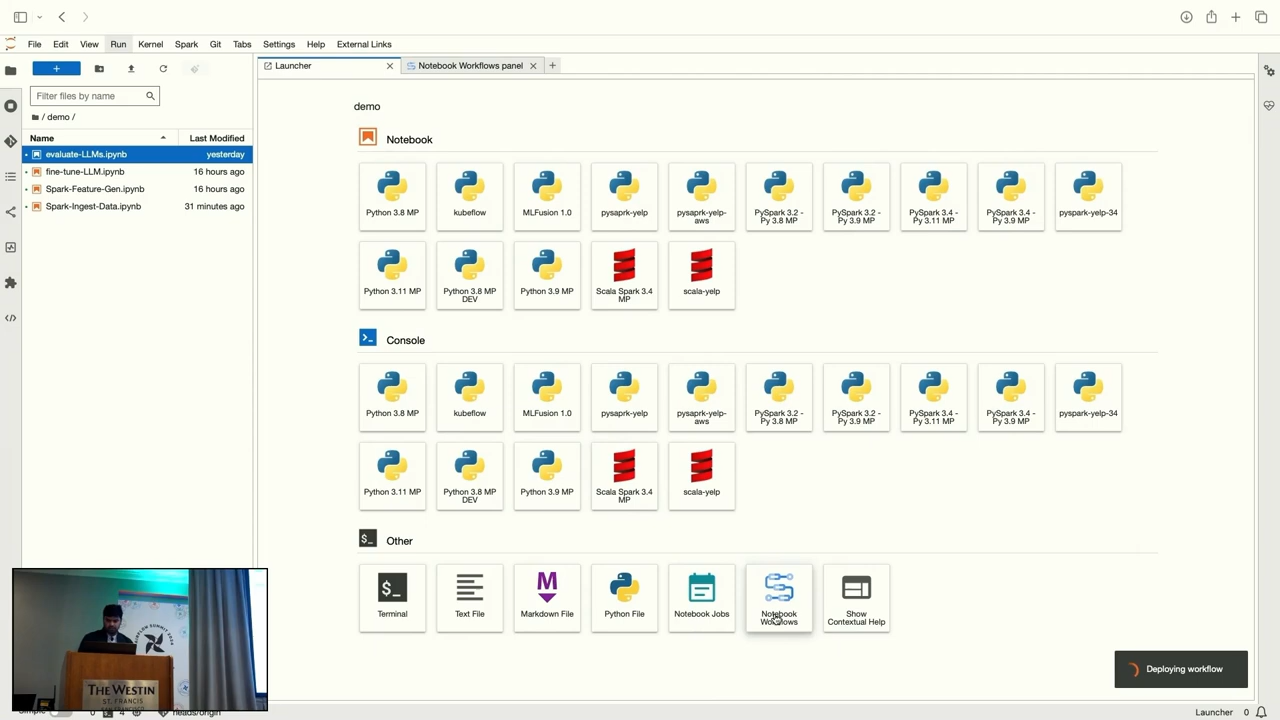 File Edit View Run Kernel Spark Git Tabs Settings Help External Links
Launcher
Notebook Workflows panel
Filter files by name
/ demo /
Name Last Modified
evaluate-LLMs.ipynb yesterday
fine-tune-LLM.ipynb 16 hours ago
Spark-Feature-Gen.ipynb 16 hours ago
Spark-Ingest-Data.ipynb 31 minutes ago
demo
Notebook
Python 3.8 MP
kubeflow
MLFusion 1.0
pysaprk-yelp
pysaprk-yelp-
aws
PySpark 3.2 -
Py 3.8 MP
PySpark 3.2 -
Py 3.9 MP
PySpark 3.4 -
Py 3.11 MP
PySpark 3.4 -
Py 3.9 MP
pyspark-yelp-34
Python 3.11 MP
Python 3.8 MP
DEV
Python 3.9 MP
Scala Spark 3.4
MP
scala-yelp
Console
Python 3.8 MP
kubeflow
MLFusion 1.0
pysaprk-yelp
pysaprk-yelp-
aws
PySpark 3.2 -
Py 3.8 MP
PySpark 3.2 -
Py 3.9 MP
PySpark 3.4 -
Py 3.11 MP
PySpark 3.4 -
Py 3.9 MP
pyspark-yelp-34
Python 3.11 MP
Python 3.8 MP
DEV
Python 3.9 MP
Scala Spark 3.4
MP
scala-yelp
$_ Other
$_
Terminal
Text File
M
Markdown File
Python File
Notebook Jobs
Notebook
Workflows
Show
Contextual Help
Deploying workflow
THE WESTIN
ST. FRANCIS
Launcher 0